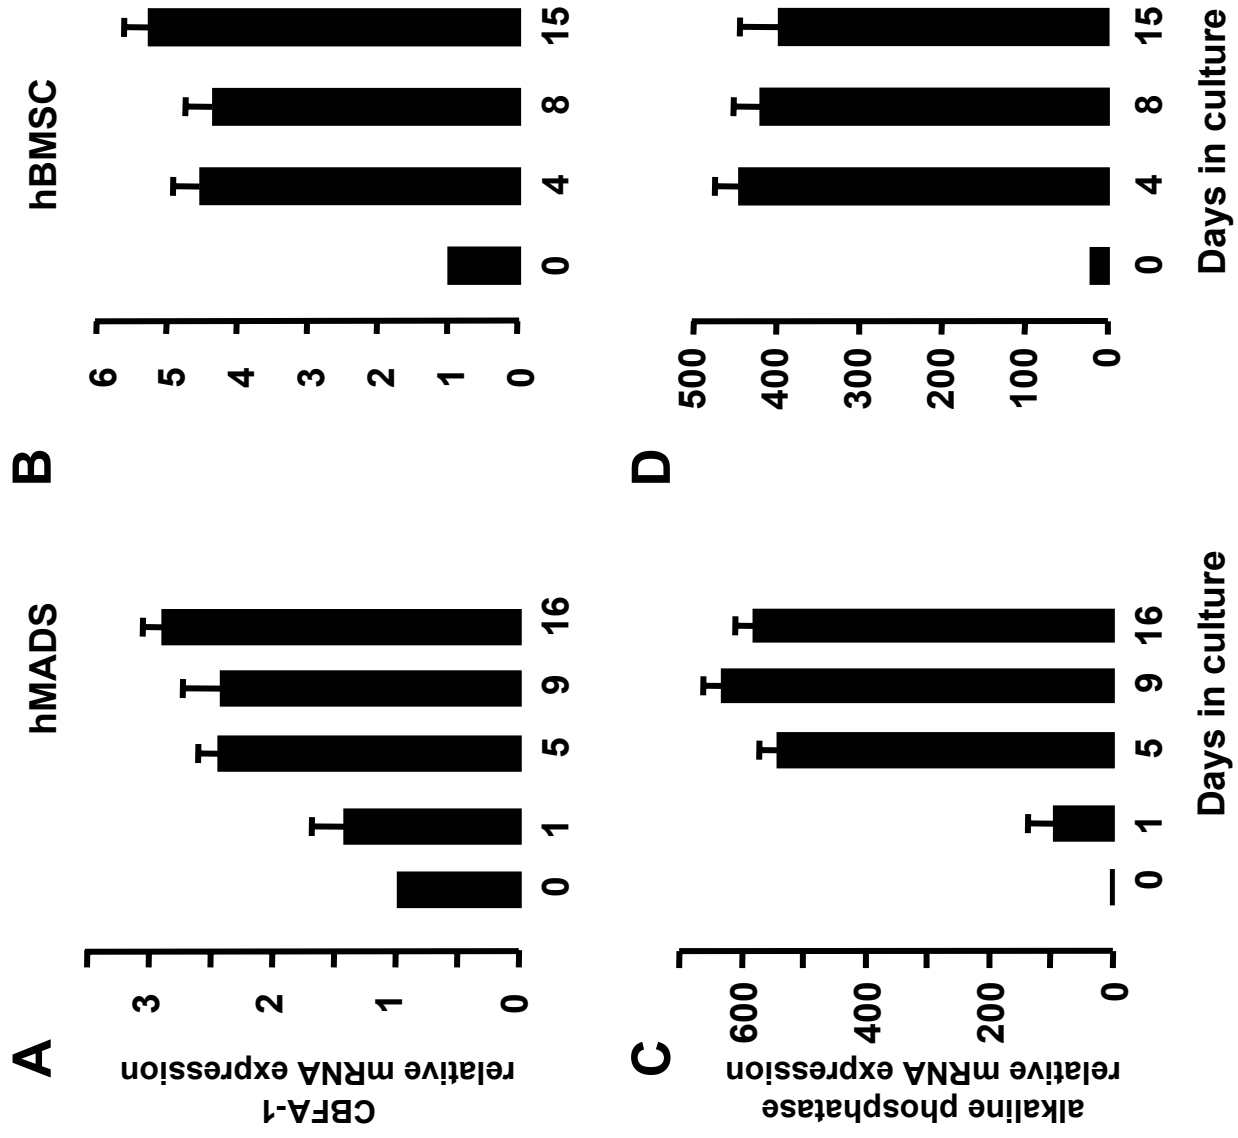 A
hMADS
CBFA-1
relative mRNA expression
3
2
1
0
0 1 5 9 16
B
hBMSC
6
5
4
3
2
1
0
0 4 8 15
C
alkaline phosphatase
relative mRNA expression
600
400
200
0
0 1 5 9 16
Days in culture
D
500
400
300
200
100
0
0 4 8 15
Days in culture